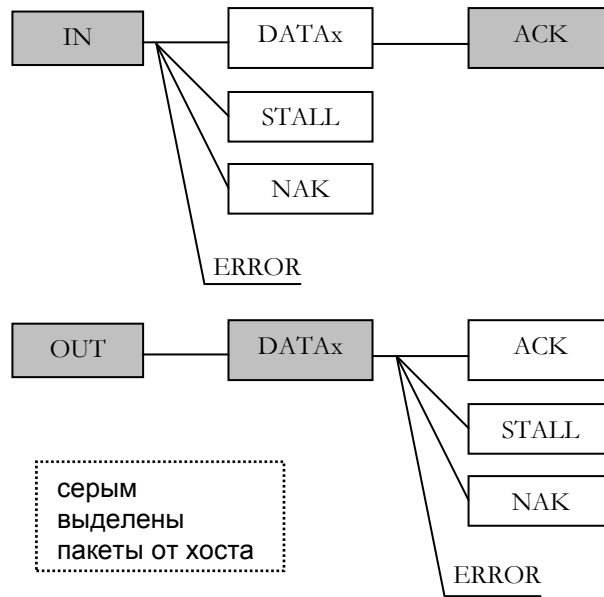 IN DATAx ACK
STALL
NAK
ERROR
OUT DATAx ACK
STALL
NAK
ERROR
серым
выделены
пакеты от хоста